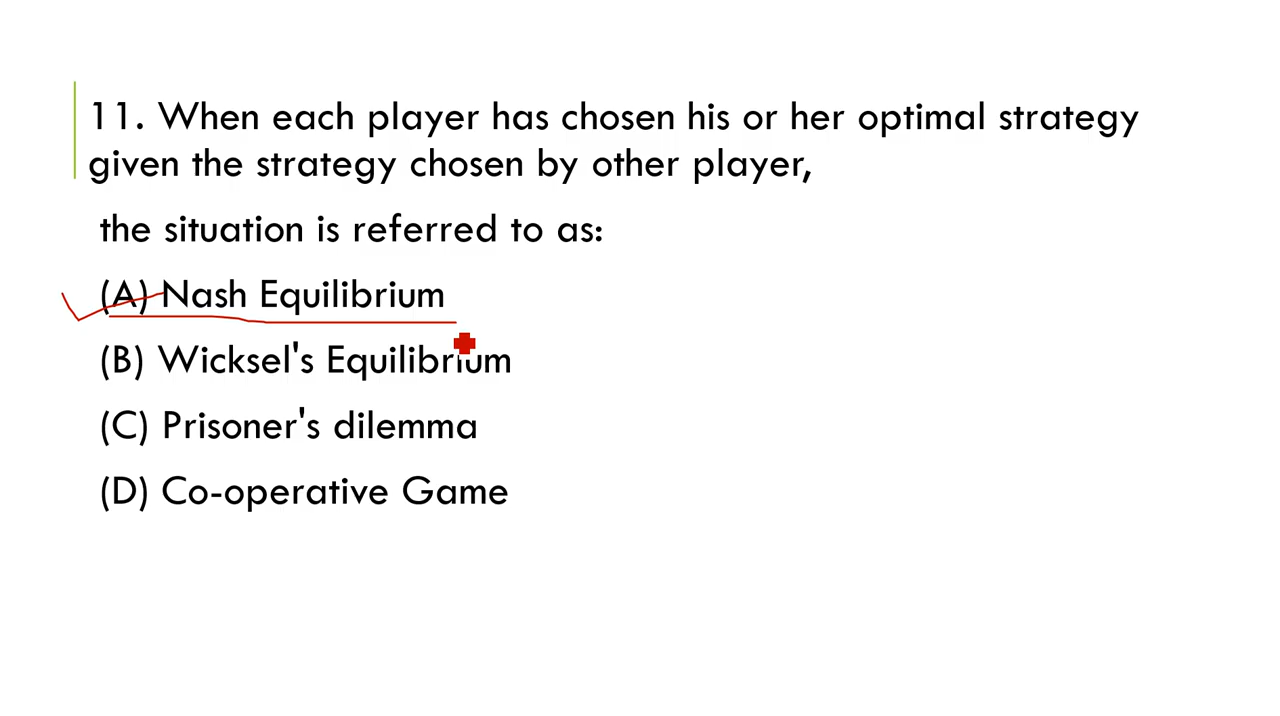 11. When each player has chosen his or her optimal strategy
given the strategy chosen by other player,
the situation is referred to as:
(A) Nash Equilibrium
(B) Wicksel's Equilibrium
(C) Prisoner's dilemma
(D) Co-operative Game